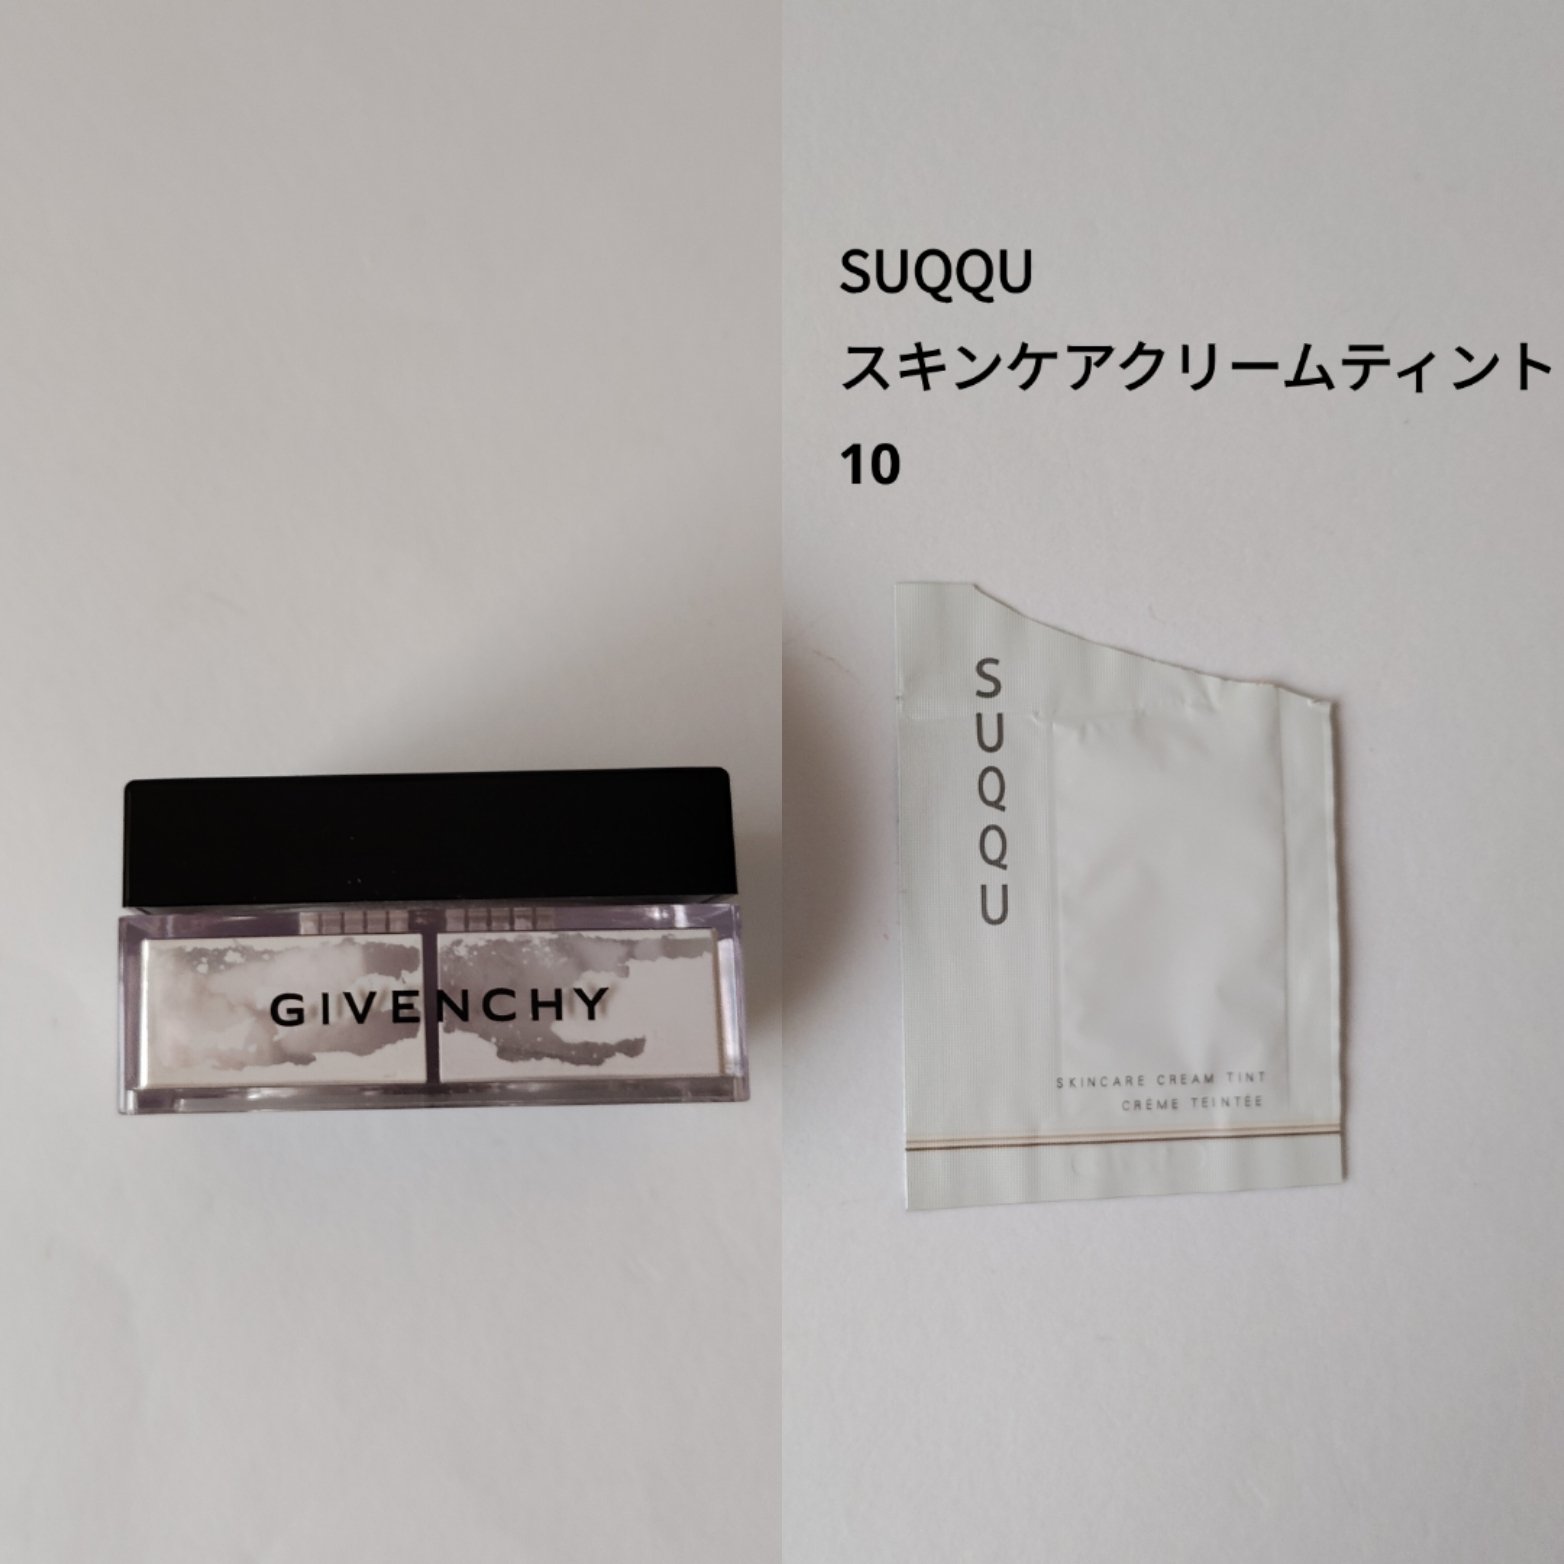 GIVENCHY
SUQQU
スキンケアクリームティント
10
SUQQU
SKINCARE CREAM TINT
CRÈME TEINTÉE